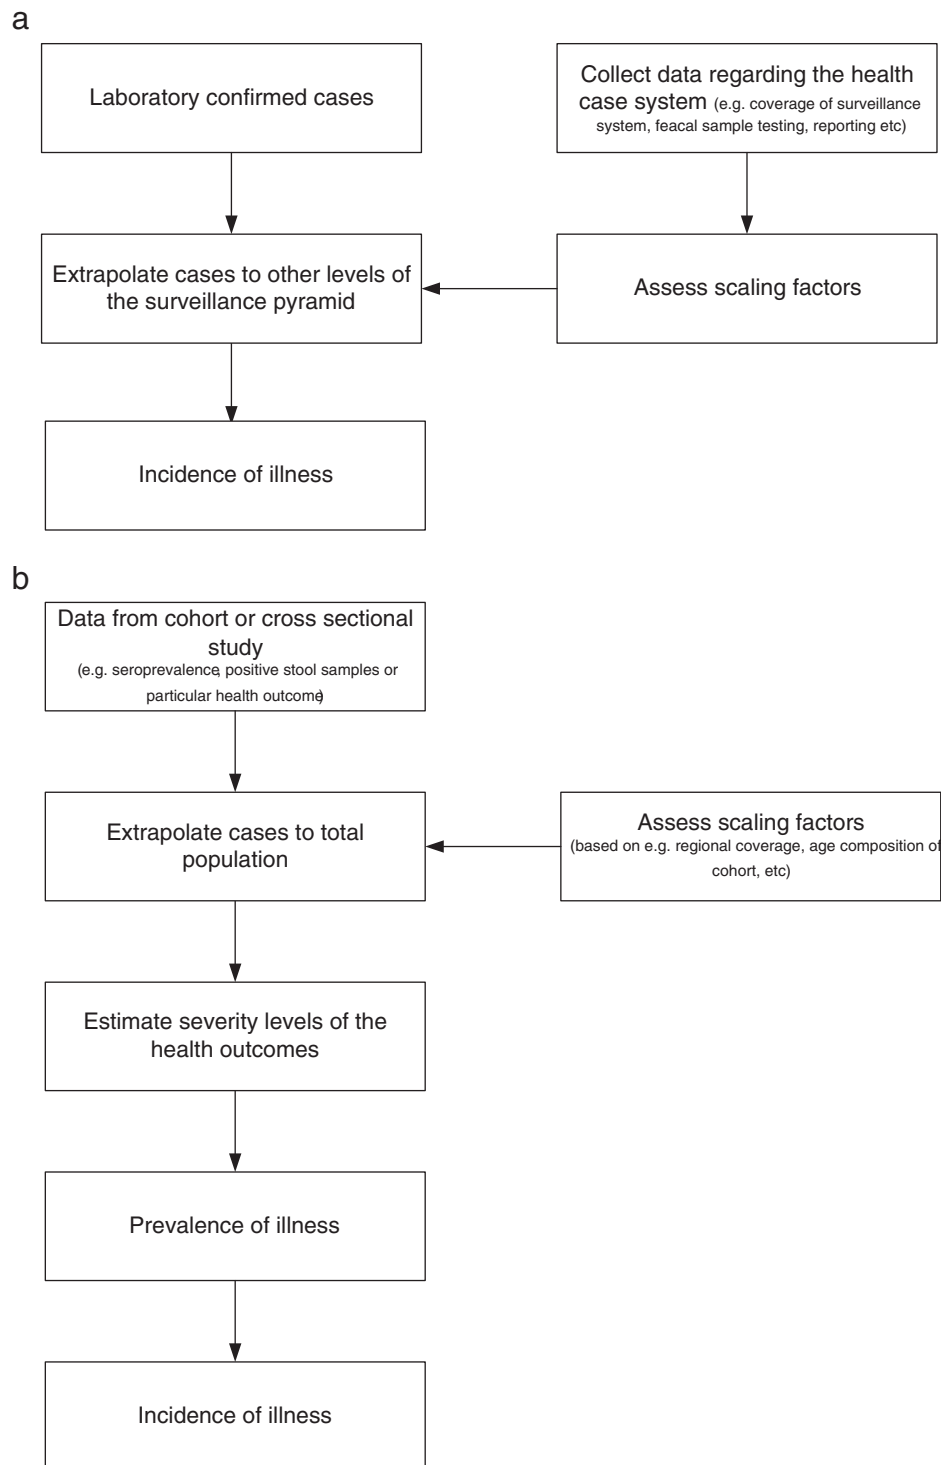 a
Laboratory confirmed cases
Collect data regarding the health
case system (e.g. coverage of surveillance
system, feacal sample testing, reporting etc)
Extrapolate cases to other levels of
the surveillance pyramid
Assess scaling factors
Incidence of illness
b
Data from cohort or cross sectional
study
(e.g. seroprevalence, positive stool samples or
particular health outcome)
Extrapolate cases to total
population
Assess scaling factors
(based on e.g. regional coverage, age composition of
cohort, etc)
Estimate severity levels of the
health outcomes
Prevalence of illness
Incidence of illness